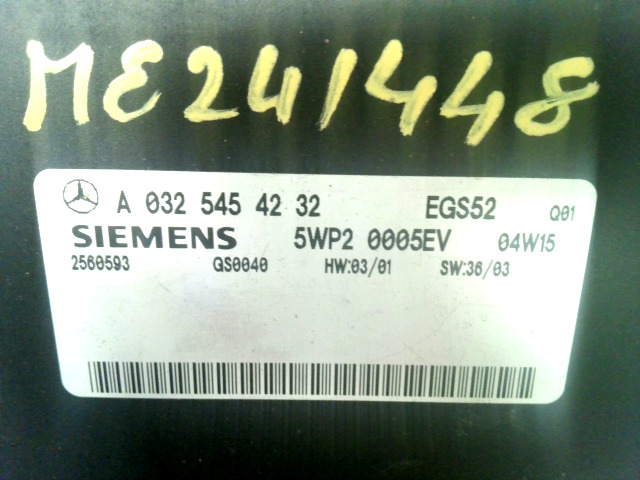 ME241448
A 032 545 42 32 EGS52 Q01
SIEMENS 5WP2 0005EV 04W15
2560593 QS0040 HW:03/01 SW:36/03